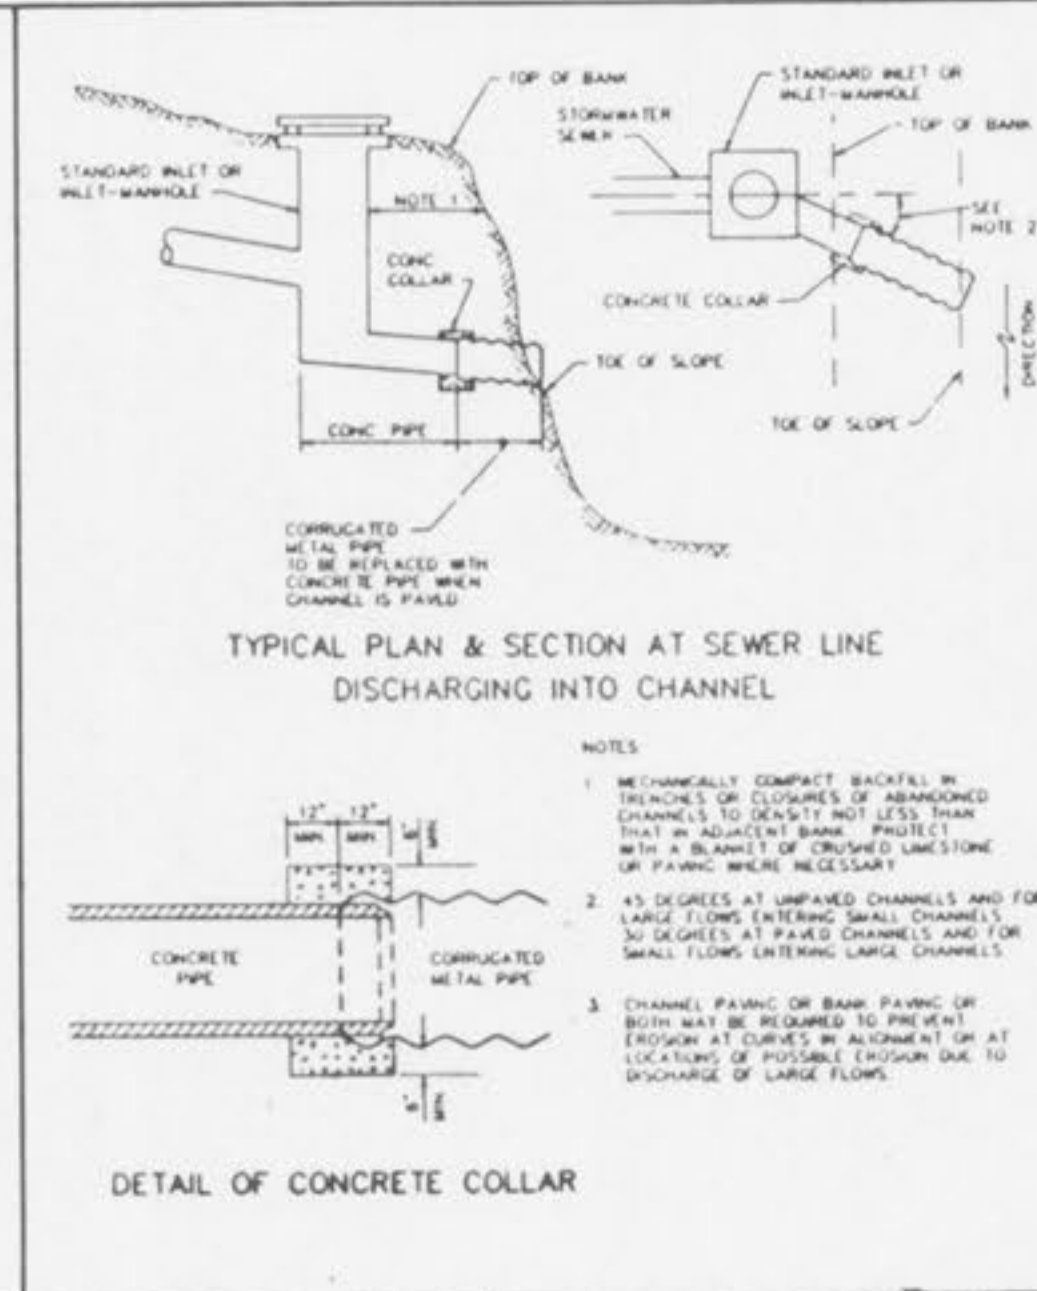 TOP OF BANK
STANDARD INLET OR
INLET-MANHOLE
NOTE 1
CONC
COLLAR
TOE OF SLOPE
CONC PIPE
CORRUGATED
METAL PIPE
TO BE REPLACED WITH
CONCRETE PIPE WHEN
CHANNEL IS PAVED
STANDARD INLET OR
INLET-MANHOLE
STORMWATER
SEWER
TOP OF BANK
SEE
NOTE 2
CONCRETE COLLAR
TOE OF SLOPE
DIRECTION
TYPICAL PLAN & SECTION AT SEWER LINE
DISCHARGING INTO CHANNEL
NOTES
1 MECHANICALLY COMPACT BACKFILL IN
TRENCHES OR CLOSURES OF ABANDONED
CHANNELS TO DENSITY NOT LESS THAN
THAT IN ADJACENT BANK PROTECT
WITH A BLANKET OF CRUSHED LIMESTONE
OR PAVING WHERE NECESSARY
2. 45 DEGREES AT UNPAVED CHANNELS AND FOR
LARGE FLOWS ENTERING SMALL CHANNELS
30 DEGREES AT PAVED CHANNELS AND FOR
SMALL FLOWS ENTERING LARGE CHANNELS
3. CHANNEL PAVING OR BANK PAVING OR
BOTH MAY BE REQUIRED TO PREVENT
EROSION AT CURVES IN ALIGNMENT OR AT
LOCATIONS OF POSSIBLE EROSION DUE TO
DISCHARGE OF LARGE FLOWS.
12" 12"
MIN. MIN.
MIN
CONCRETE
PIPE
CORRUGATED
METAL PIPE
6"
MIN
DETAIL OF CONCRETE COLLAR